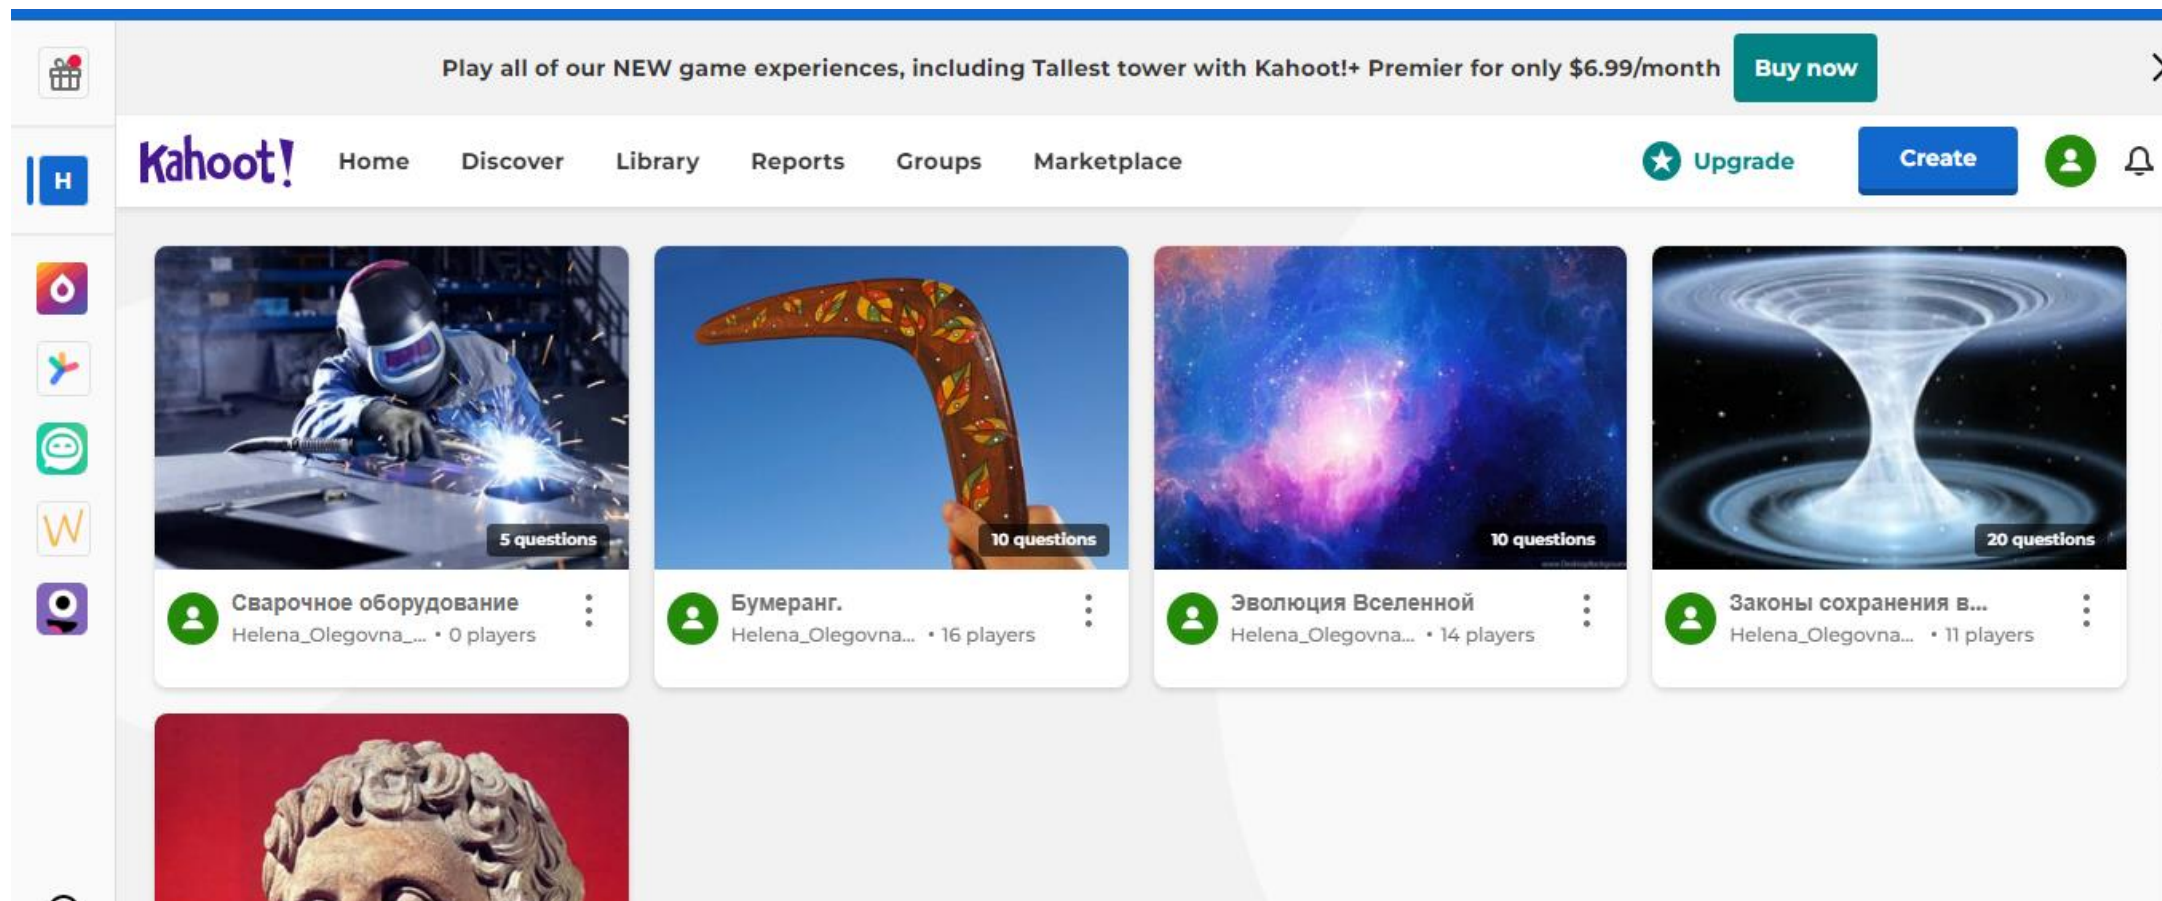 Play all of our NEW game experiences, including Tallest tower with Kahoot!+ Premier for only $6.99/month Buy now
H
Kahoot! Home Discover Library Reports Groups Marketplace Upgrade Create
W
5 questions
10 questions
10 questions
20 questions
Сварочное оборудование
Helena_Olegovna_... • 0 players
Бумеранг.
Helena_Olegovna... • 16 players
Эволюция Вселенной
Helena_Olegovna... • 14 players
Законы сохранения в...
Helena_Olegovna... • 11 players